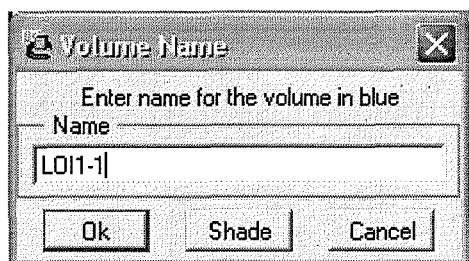 Volume Name
Enter name for the volume in blue
Name
LOI1-1
Ok Shade Cancel